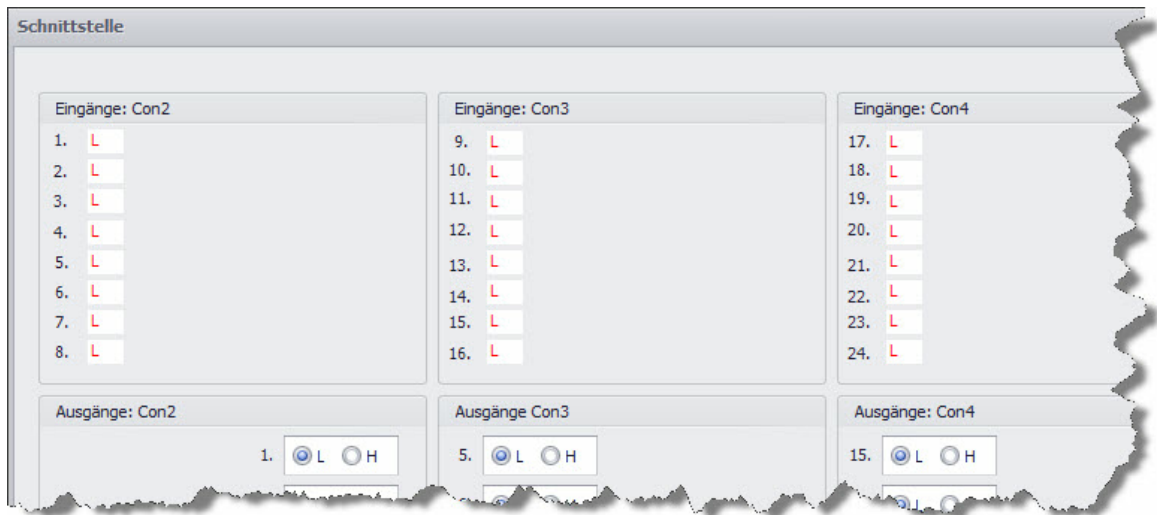 Schnittstelle
Eingänge: Con2
1. L
2. L
3. L
4. L
5. L
6. L
7. L
8. L
Eingänge: Con3
9. L
10. L
11. L
12. L
13. L
14. L
15. L
16. L
Eingänge: Con4
17. L
18. L
19. L
20. L
21. L
22. L
23. L
24. L
Ausgänge: Con2
1. L H
Ausgänge Con3
5. L H
Ausgänge: Con4
15. L H